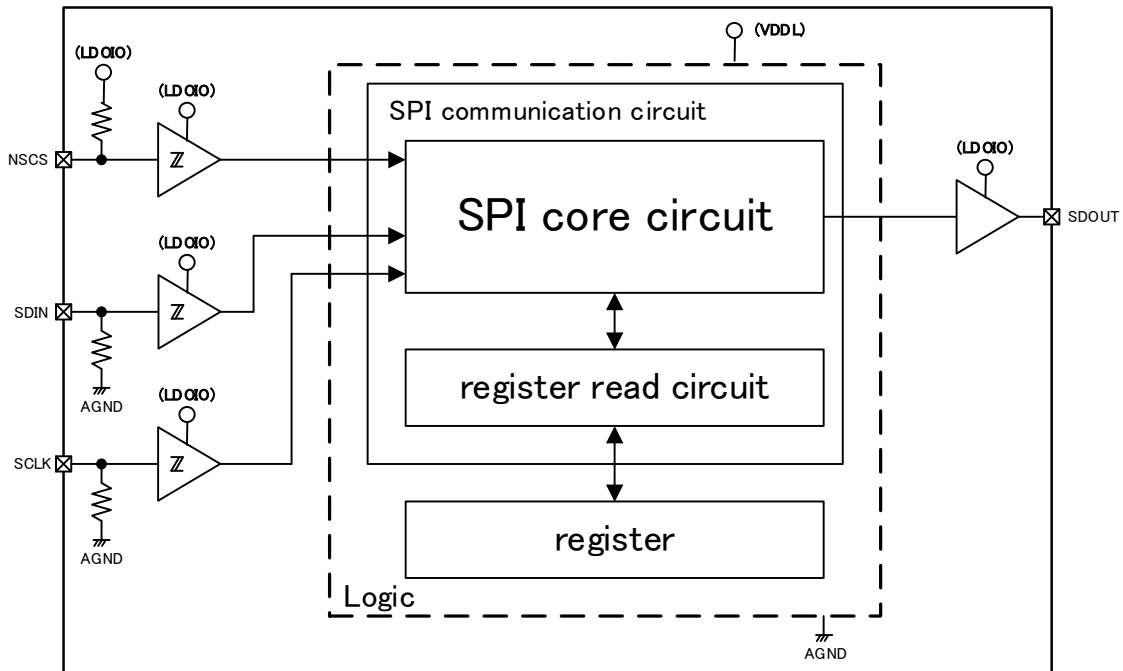 (VDDL)
(LDOIO)
(LDOIO)
SPI communication circuit
NSCS
SPI core circuit
(LDOIO)
SDOUT
(LDOIO)
SDIN
register read circuit
AGND
(LDOIO)
SCLK
register
AGND
Logic
AGND